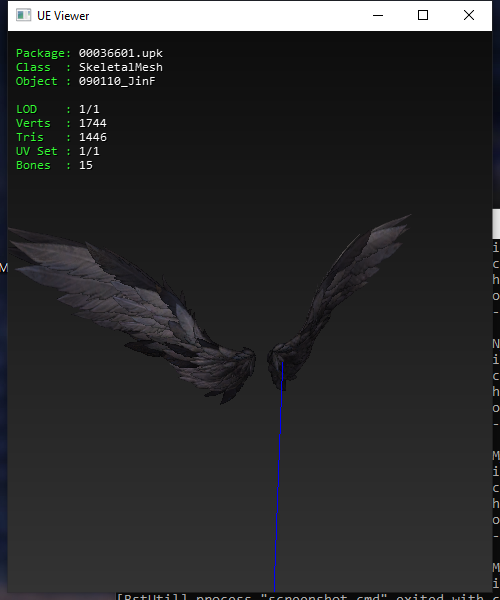 UE Viewer
Package: 00036601.upk
Class  : SkeletalMesh
Object : 090110_JinF
LOD    : 1/1
Verts  : 1744
Tris   : 1446
UV Set : 1/1
Bones  : 15
M
i
c
h
o
-
N
i
c
h
o
-
M
i
c
h
o
-
M
i
[BstUtil] process "screenshot.cmd" exited with c